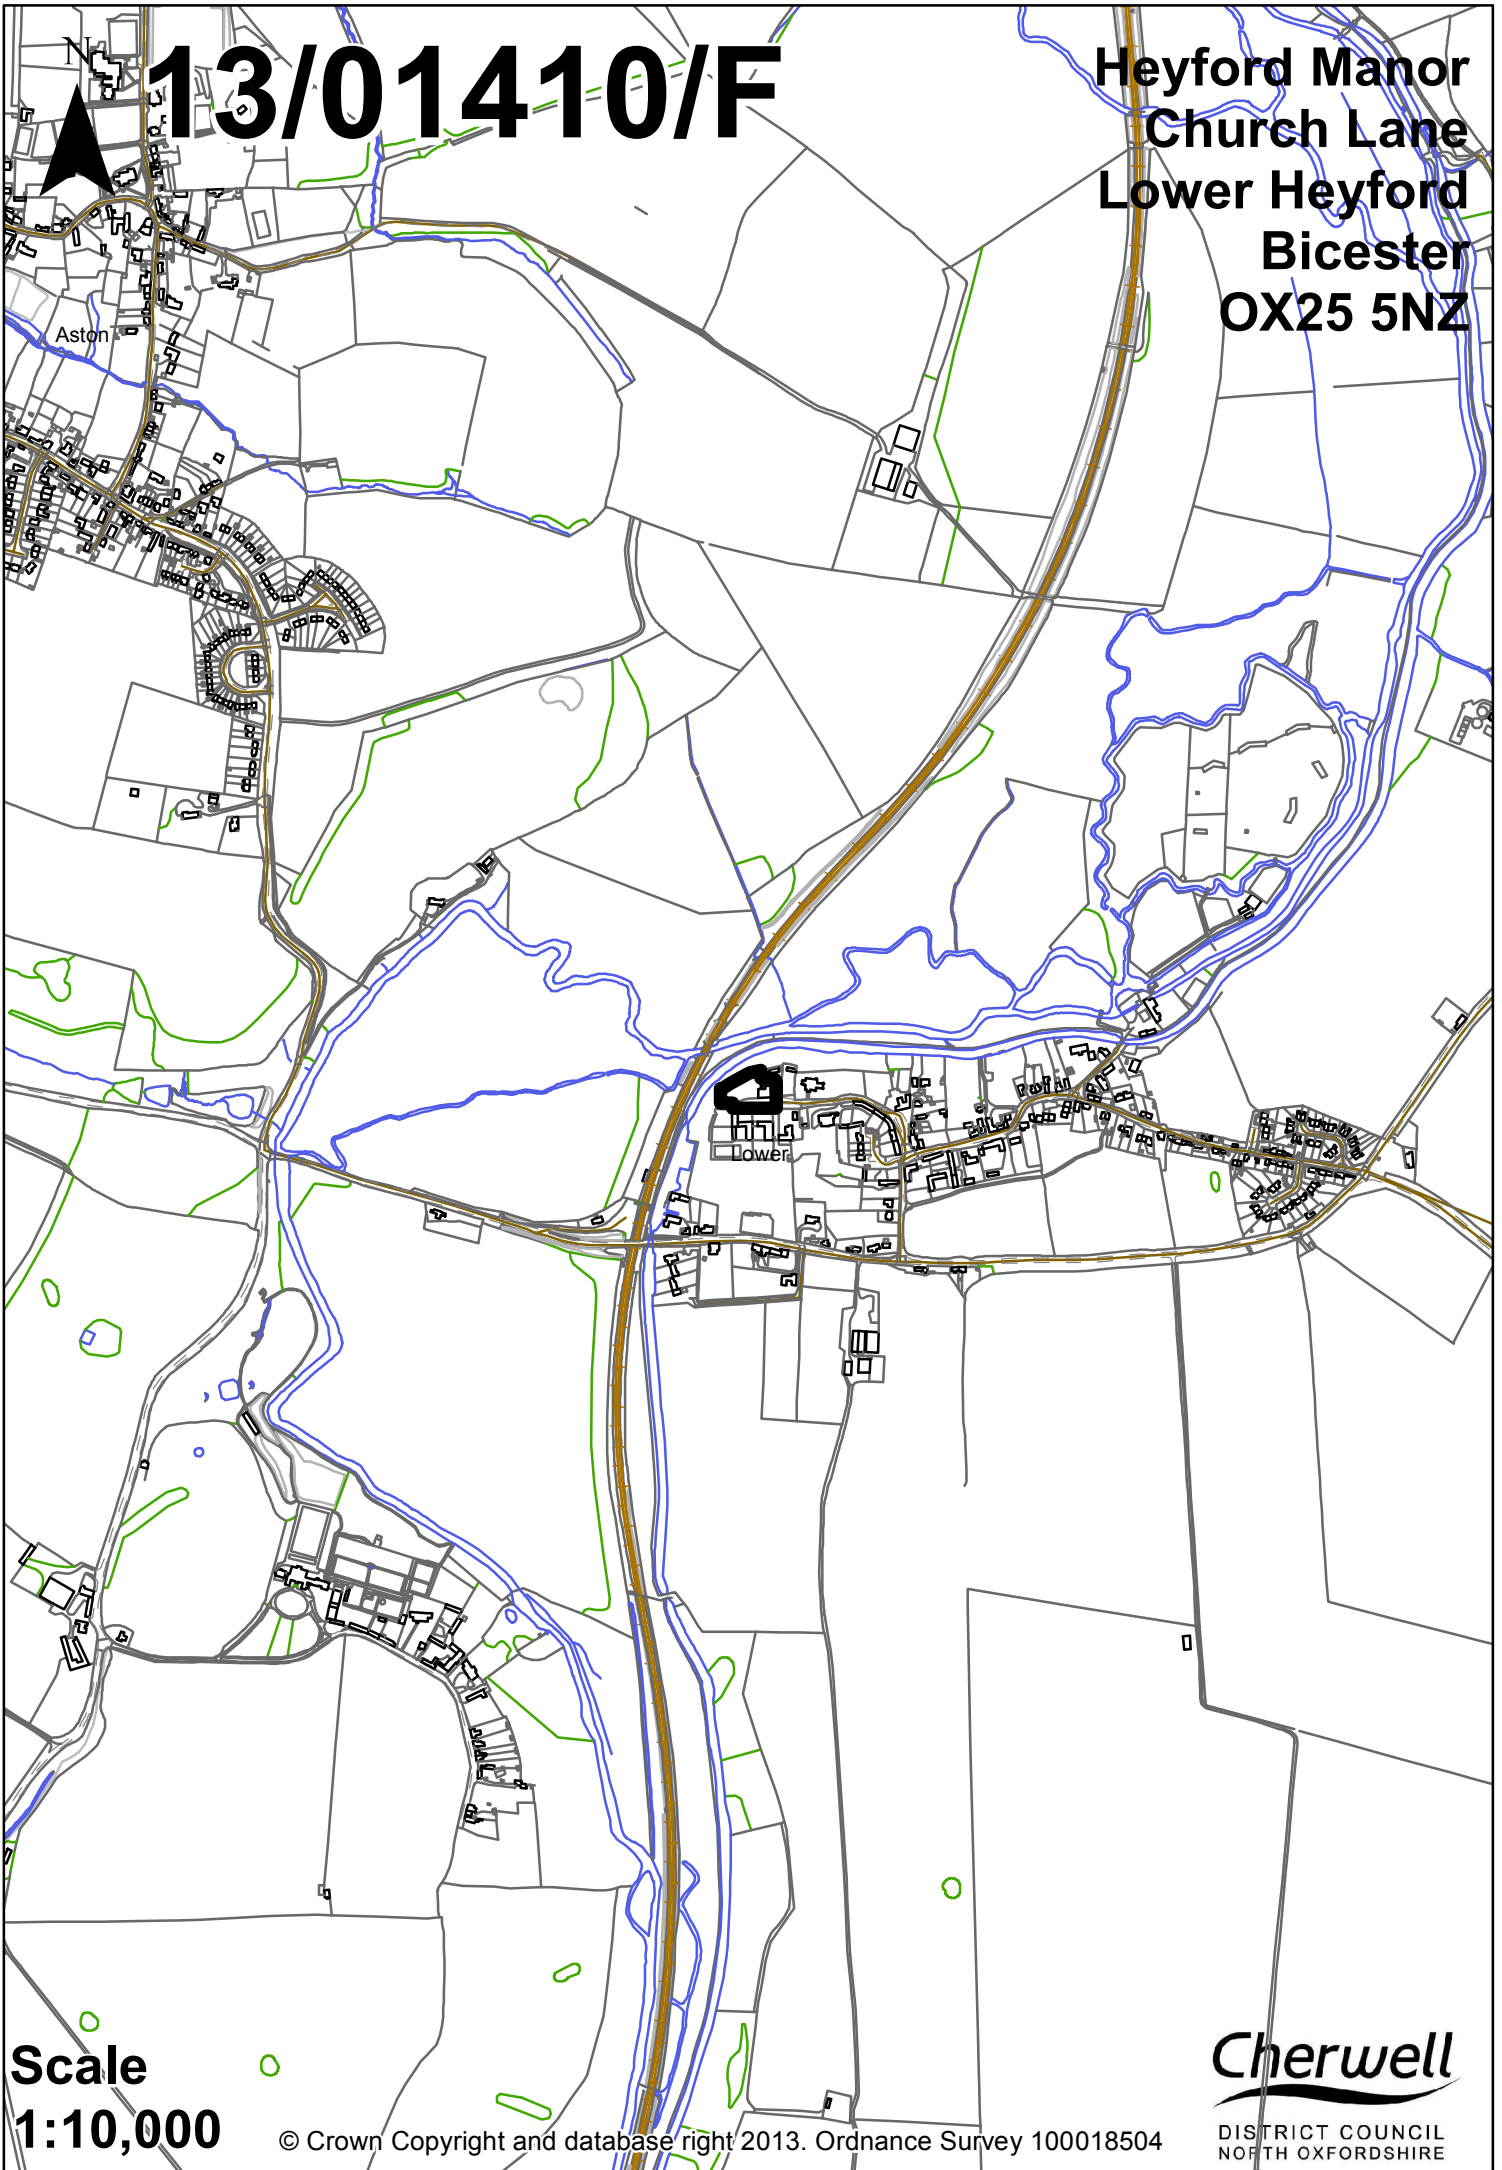 N
13/01410/F
Heyford Manor
Church Lane
Lower Heyford
Bicester
OX25 5NZ
Aston
Lower
Scale
1:10,000
© Crown Copyright and database right 2013. Ordnance Survey 100018504
Cherwell
DISTRICT COUNCIL
NORTH OXFORDSHIRE